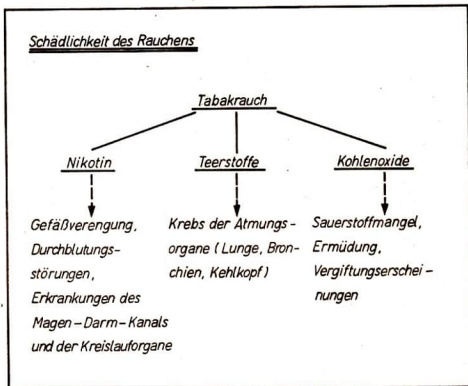 Schädlichkeit des Rauchens
Tabakrauch
Nikotin
Teerstoffe
Kohlenoxide
Gefäßverengung,
Durchblutungs-
störungen,
Erkrankungen des
Magen-Darm-Kanals
und der Kreislauforgane
Krebs der Atmungs-
organe (Lunge, Bron-
chien, Kehlkopf)
Sauerstoffmangel,
Ermüdung,
Vergiftungserschei-
nungen